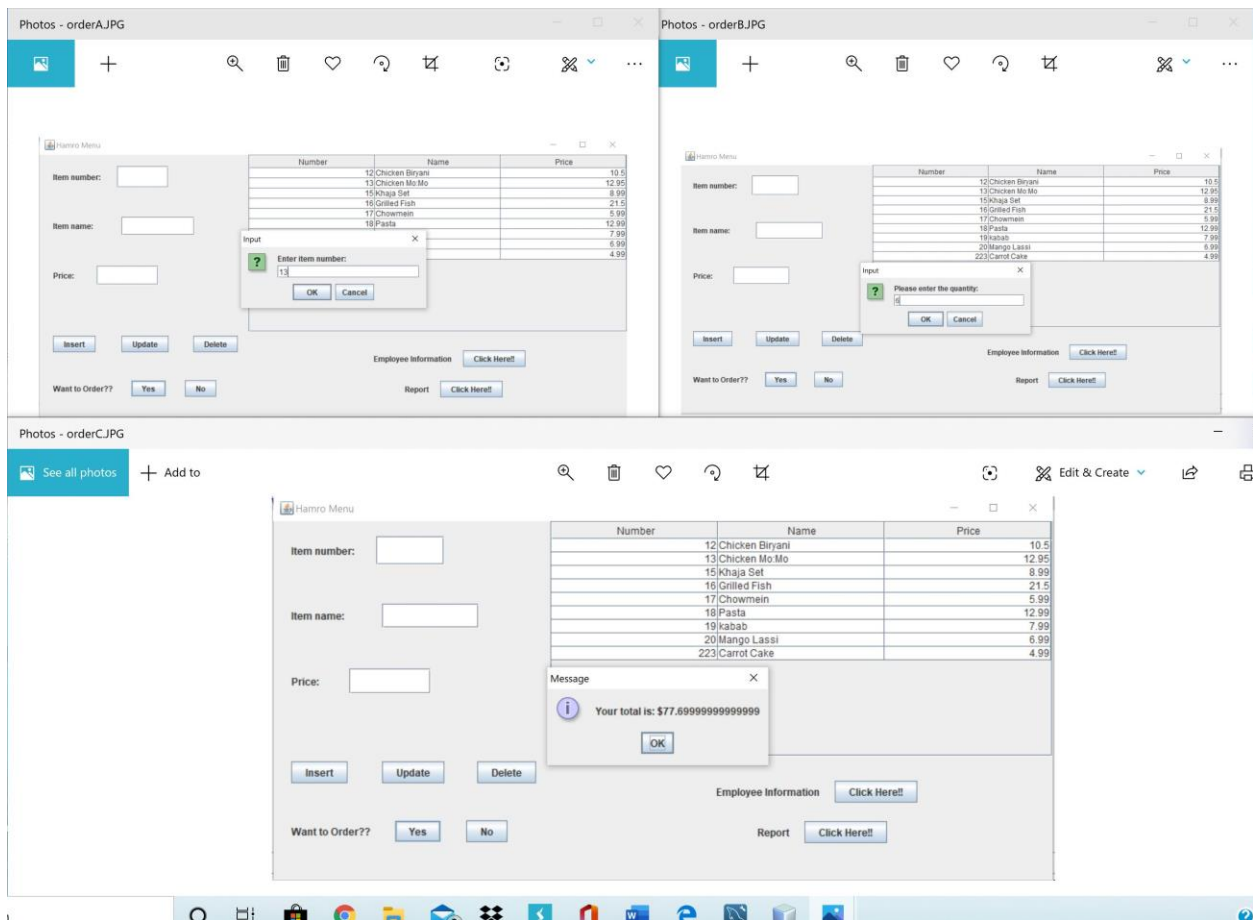 Photos - orderA.JPG
Hamro Menu
Number Name Price
12 Chicken Biryani 10.5
13 Chicken Mo:Mo 12.95
15 Khaja Set 8.99
16 Grilled Fish 21.5
17 Chowmein 5.99
18 Pasta 12.99
7.99
6.99
4.99
Item number:
Item name:
Price:
Input
Enter item number:
13
OK Cancel
Insert Update Delete
Employee Information Click Here!!
Want to Order?? Yes No
Report Click Here!!
Photos - orderB.JPG
Hamro Menu
Number Name Price
12 Chicken Biryani 10.5
13 Chicken Mo:Mo 12.95
15 Khaja Set 8.99
16 Grilled Fish 21.5
17 Chowmein 5.99
18 Pasta 12.99
19 kabab 7.99
20 Mango Lassi 6.99
223 Carrot Cake 4.99
Item number:
Item name:
Price:
Input
Please enter the quantity:
6
OK Cancel
Insert Update Delete
Employee Information Click Here!!
Want to Order?? Yes No
Report Click Here!!
Photos - orderC.JPG
See all photos + Add to Edit & Create
Hamro Menu
Number Name Price
12 Chicken Biryani 10.5
13 Chicken Mo:Mo 12.95
15 Khaja Set 8.99
16 Grilled Fish 21.5
17 Chowmein 5.99
18 Pasta 12.99
19 kabab 7.99
20 Mango Lassi 6.99
223 Carrot Cake 4.99
Item number:
Item name:
Price:
Message
Your total is: $77.69999999999999
OK
Insert Update Delete
Employee Information Click Here!!
Want to Order?? Yes No
Report Click Here!!